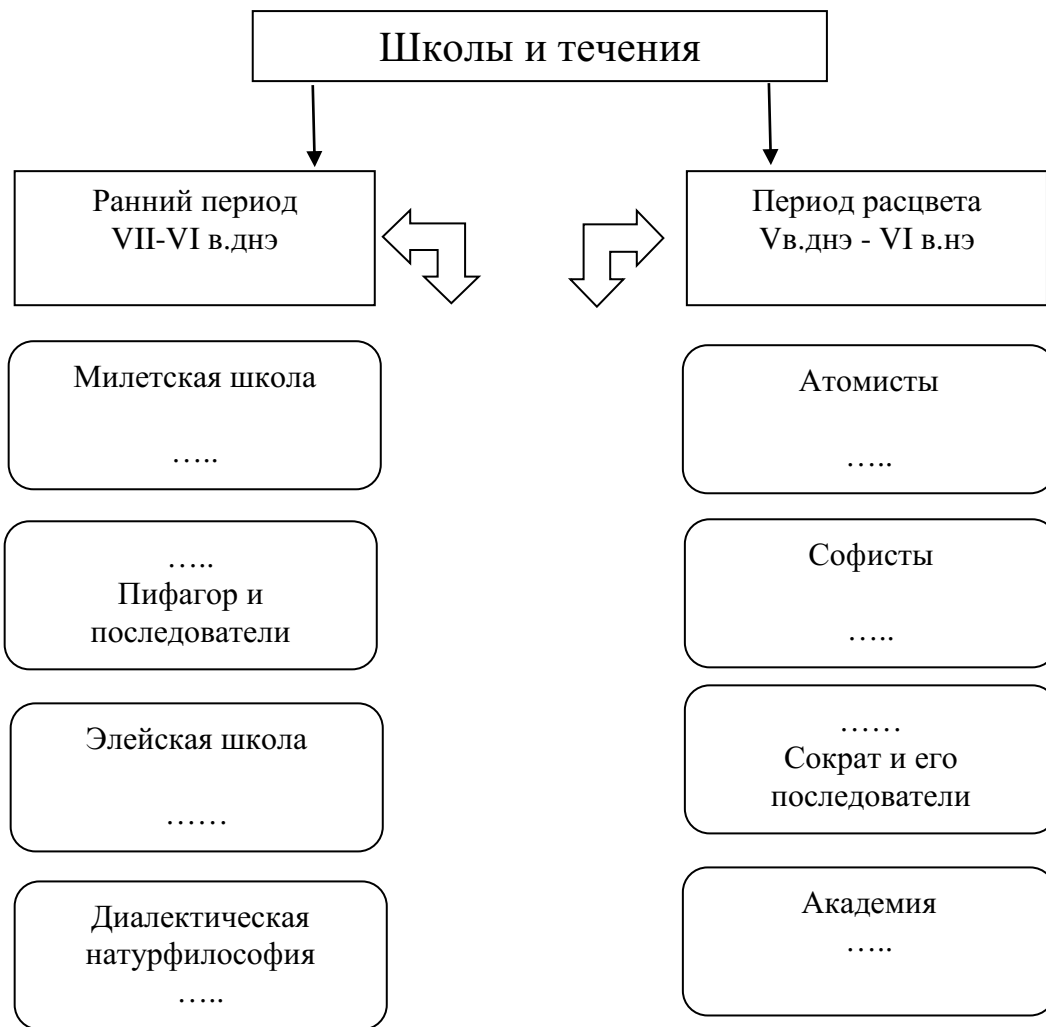 Школы и течения
Ранний период
VII-VI в.днэ
Период расцвета
Vв.днэ - VI в.нэ
Милетская школа
…..
Атомисты
…..
…..
Пифагор и
последователи
Софисты
…..
Элейская школа
……
……
Сократ и его
последователи
Диалектическая
натурфилософия
…..
Академия
…..